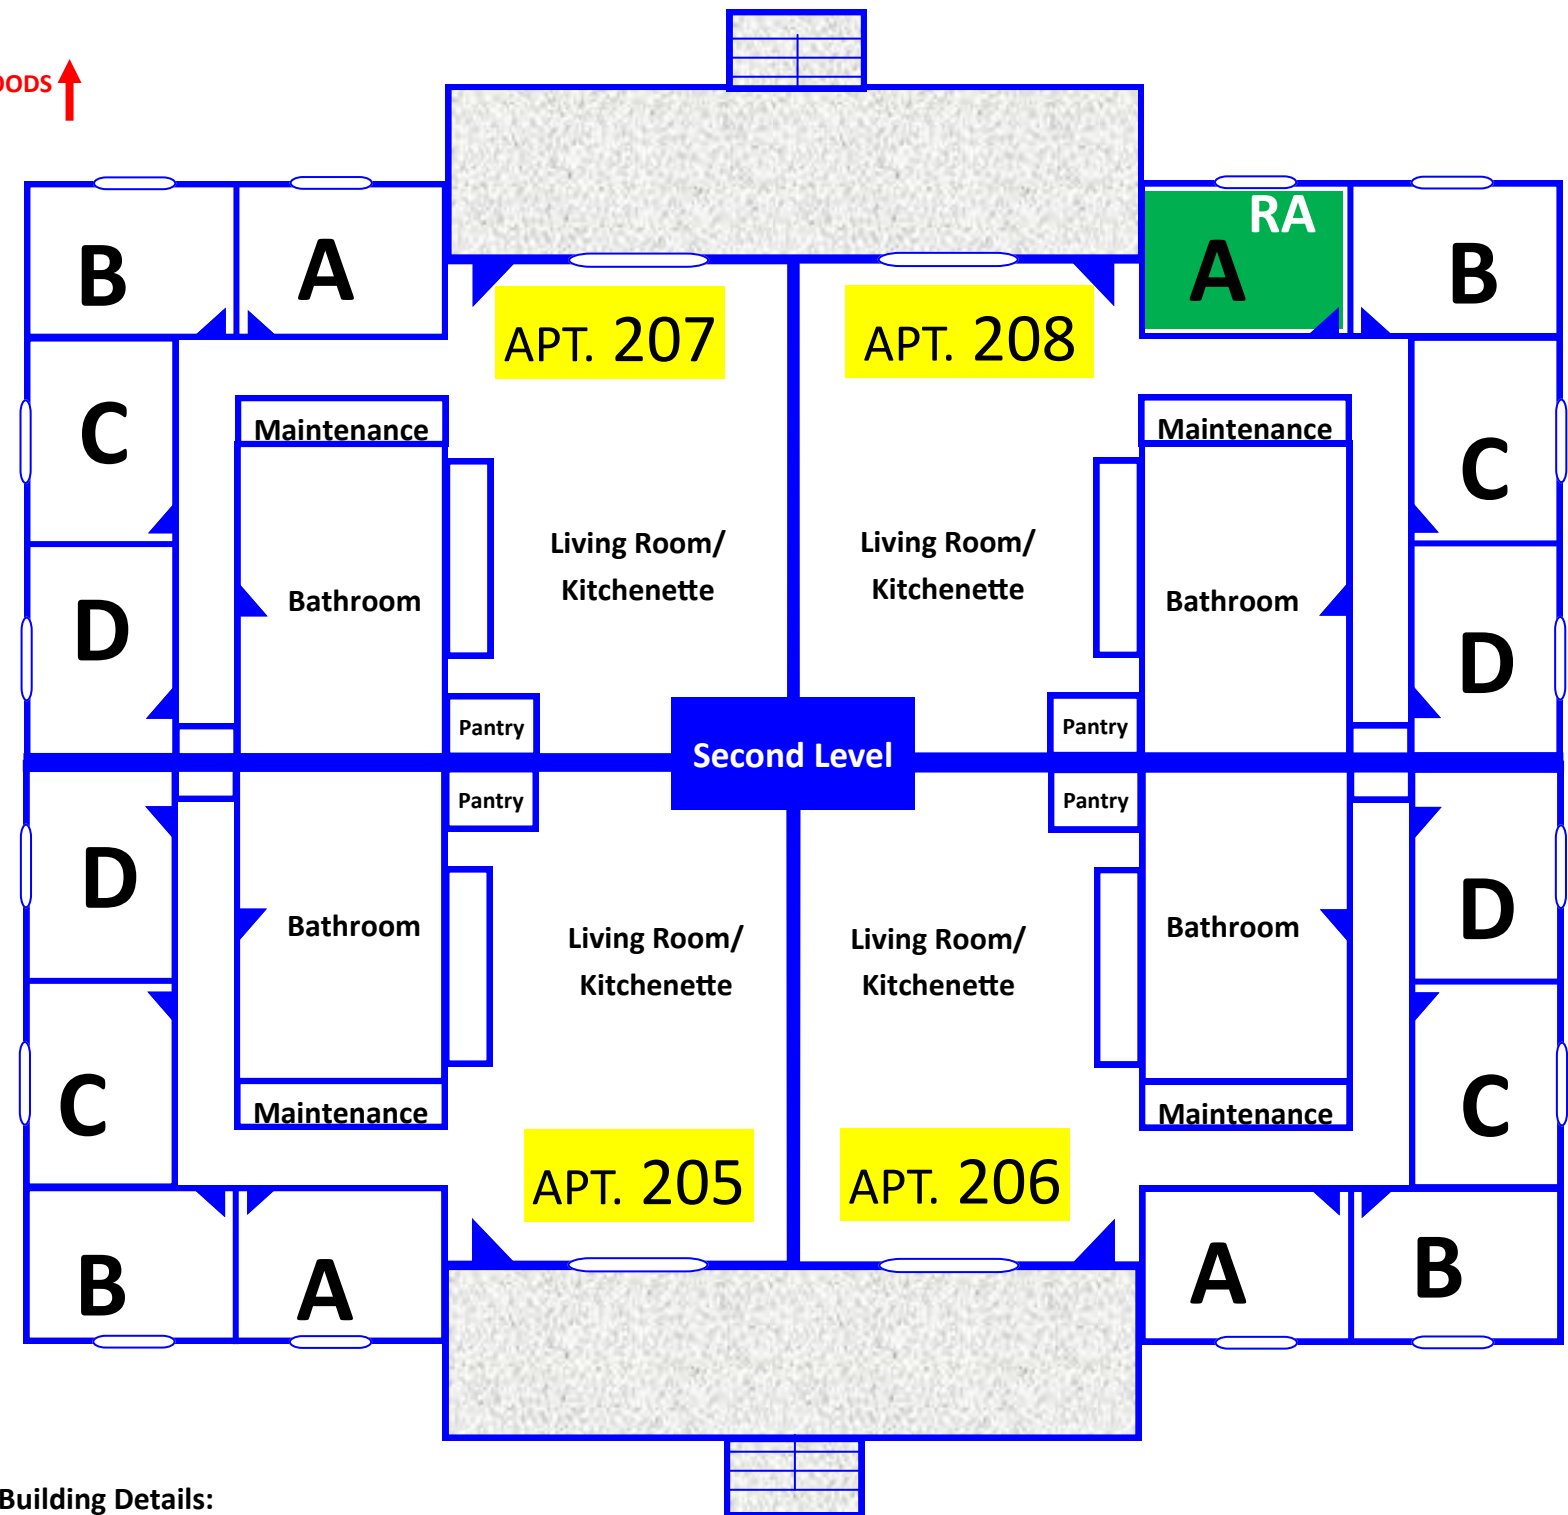 OODS
RA
B A A B
APT. 207 APT. 208
C Maintenance Maintenance C
Living Room/
Kitchenette
Living Room/
Kitchenette
D Bathroom Bathroom D
Pantry Pantry
Second Level
Pantry Pantry
D Bathroom Bathroom D
Living Room/
Kitchenette
Living Room/
Kitchenette
C Maintenance Maintenance C
APT. 205 APT. 206
B A A B
Building Details: